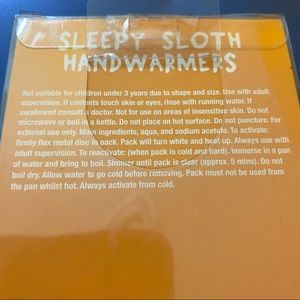 SLEEPY SLOTH
HANDWARMERS
Not suitable for children under 3 years due to shape and size. Use with adult
supervision. If contents touch skin or eyes, rinse with running water. If
swallowed consult a doctor. Not for use on areas of insensitive skin. Do not
microwave or boil in a kettle. Do not place on hot surface. Do not puncture. For
external use only. Main ingredients, aqua, and sodium acetate. To activate:
firmly flex metal disc in pack. Pack will turn white and heat up. Always use with
adult supervision. To reactivate: (when pack is cold and hard). Immerse in a pan
of water and bring to boil. Simmer until pack is clear (approx. 5 mins). Do not
boil dry. Allow water to go cold before removing. Pack must not be used from
the pan whilst hot. Always activate from cold.